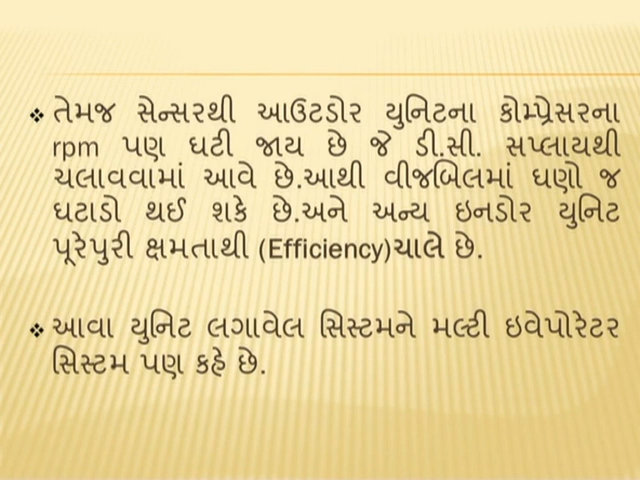 ❖ તેમજ સેન્સરથી આઉટડોર યુનિટના કોમ્પ્રેસરના
rpm પણ ઘટી જાય છે જે ડી.સી. સપ્લાયથી
ચલાવવામાં આવે છે.આથી વીજબિલમાં ઘણો જ
ઘટાડો થઈ શકે છે.અને અન્ય ઇનડોર યુનિટ
પૂરેપુરી ક્ષમતાથી (Efficiency)ચાલે છે.
❖ આવા યુનિટ લગાવેલ સિસ્ટમને મલ્ટી ઇવેપોરેટર
સિસ્ટમ પણ કહે છે.